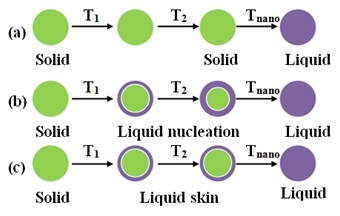 (a) T1 T2 Tnano
Solid Solid Liquid
(b) T1 T2 Tnano
Solid Liquid nucleation Liquid
(c) T1 T2 Tnano
Solid Liquid skin Liquid